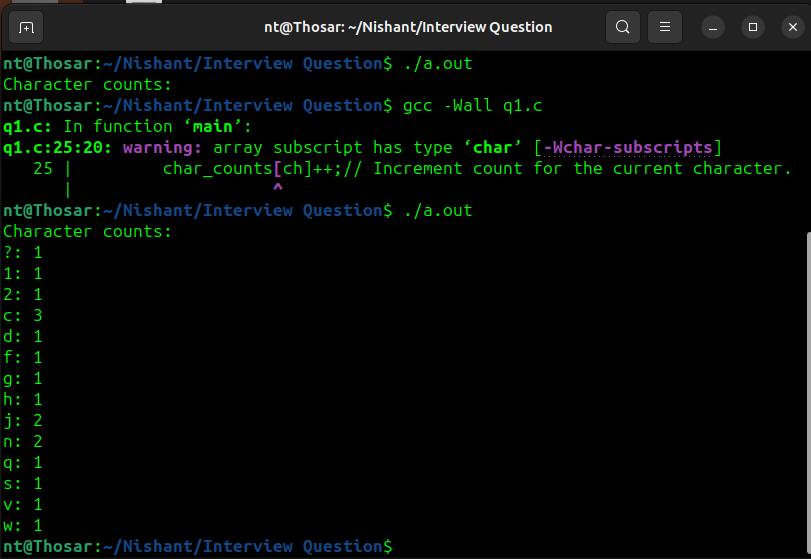 nt@Thosar: ~/Nishant/Interview Question
nt@Thosar:~/Nishant/Interview Question$ ./a.out
Character counts:
nt@Thosar:~/Nishant/Interview Question$ gcc -Wall q1.c
q1.c: In function ‘main’:
q1.c:25:20: warning: array subscript has type ‘char’ [-Wchar-subscripts]
   25 |         char_counts[ch]++;// Increment count for the current character.
      |                    ^
nt@Thosar:~/Nishant/Interview Question$ ./a.out
Character counts:
?: 1
1: 1
2: 1
c: 3
d: 1
f: 1
g: 1
h: 1
j: 2
n: 2
q: 1
s: 1
v: 1
w: 1
nt@Thosar:~/Nishant/Interview Question$